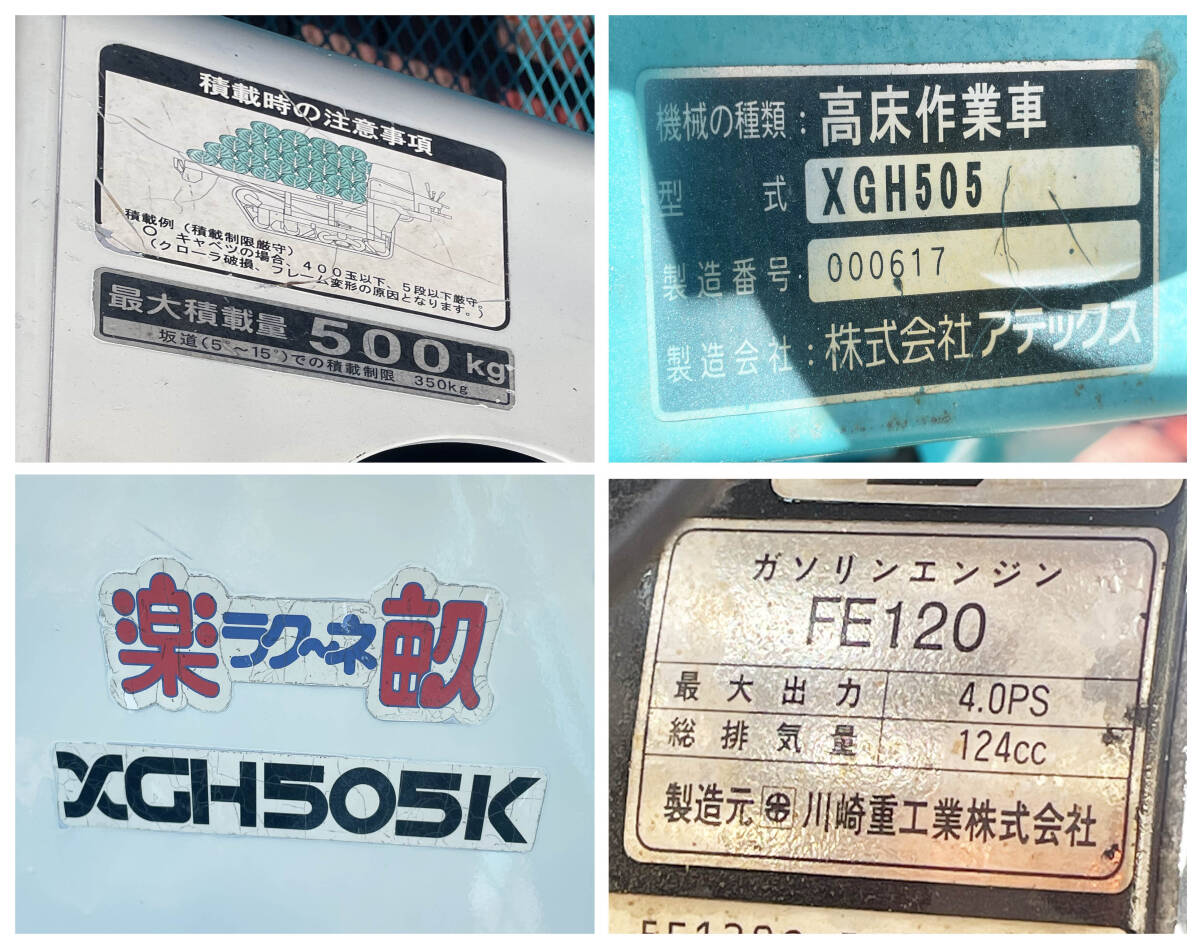 積載時の注意事項
積載例(積載制限厳守)
○ キャベツの場合、400玉以下、5段以下厳守。
(クローラ破損、フレーム変形の原因となります。)
最大積載量 500kg
坂道(5°~15°)での積載制限 350kg
機械の種類:高床作業車
型式 XGH505
製造番号 000617
製造会社:株式会社アテックス
楽ラク〜ネ畝
XGH505K
ガソリンエンジン
FE120
最大出力 4.0PS
総排気量 124cc
製造元 川崎重工業株式会社